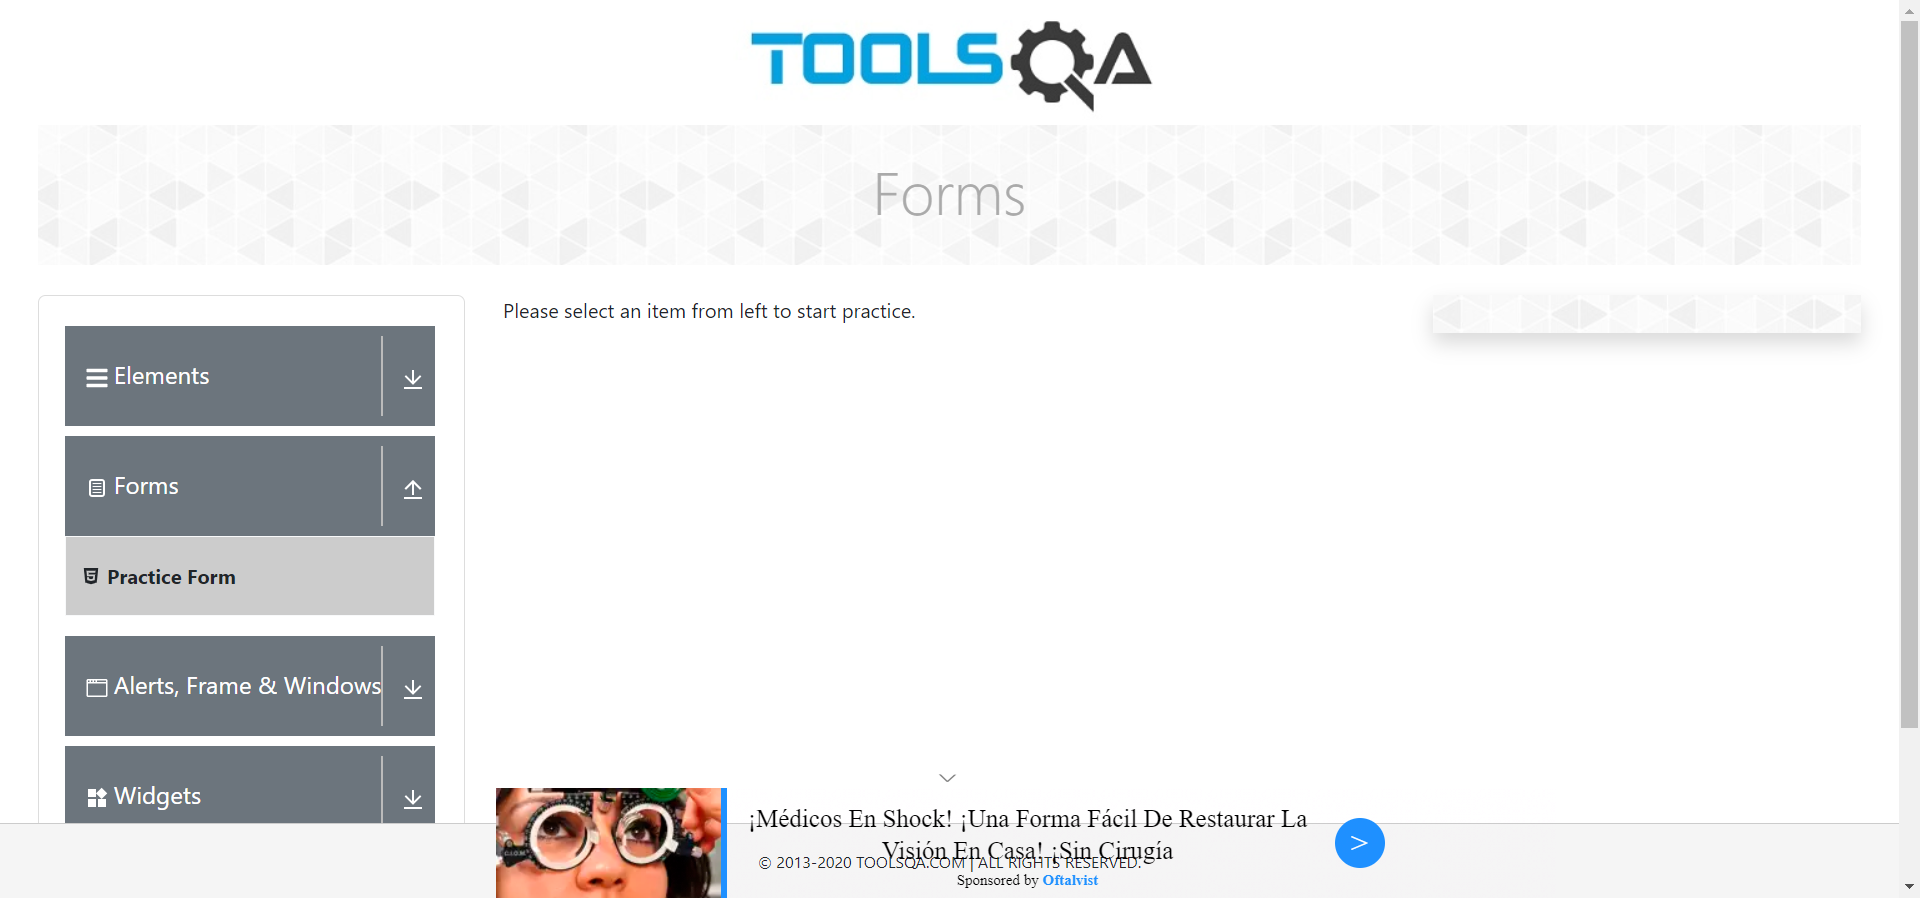 TOOLSQA
Forms
Please select an item from left to start practice.
Elements
Forms
Practice Form
Alerts, Frame & Windows
Widgets
¡Médicos En Shock! ¡Una Forma Fácil De Restaurar La
Visión En Casa! ¡Sin Cirugía
© 2013-2020 TOOLSQA.COM | ALL RIGHTS RESERVED.
Sponsored by Oftalvist
>